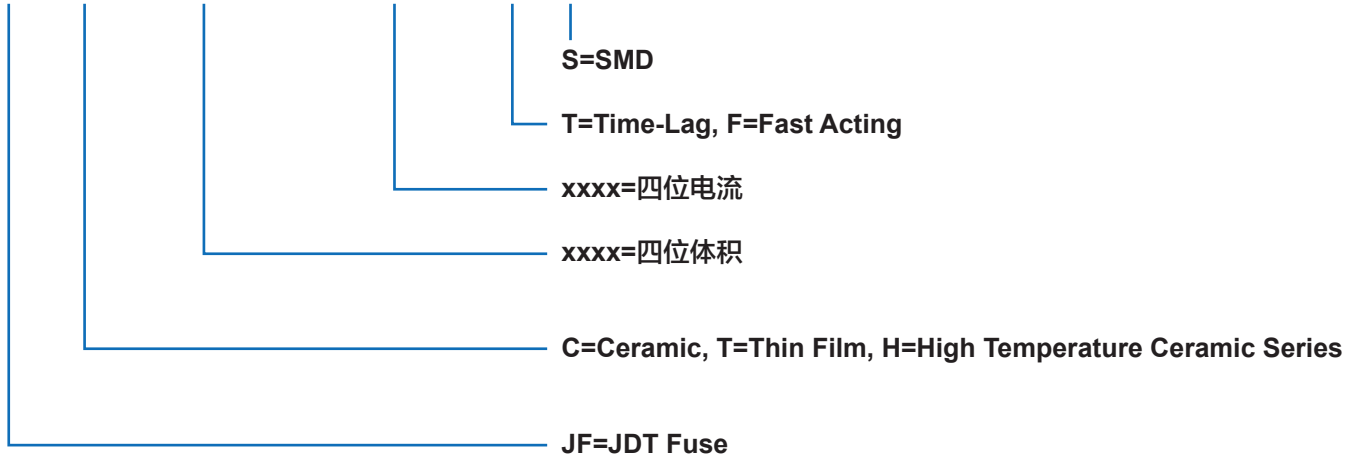 S=SMD
T=Time-Lag, F=Fast Acting
xxxx=四位电流
xxxx=四位体积
C=Ceramic, T=Thin Film, H=High Temperature Ceramic Series
JF=JDT Fuse